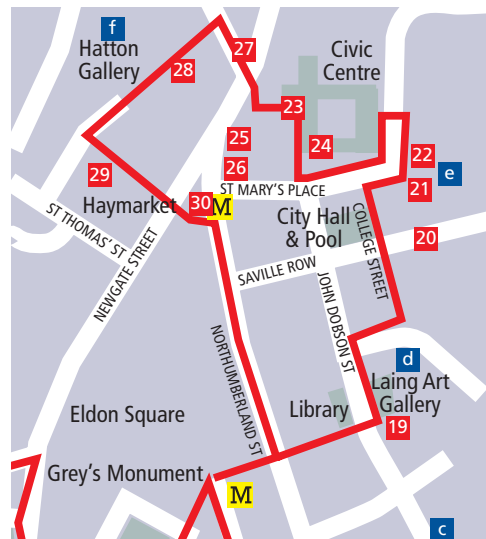 f
Hatton
Gallery
27
Civic
Centre
28
23
25
24
22
26
29
e
21
ST MARY'S PLACE
30
M
Haymarket
ST THOMAS' ST
City Hall
& Pool
COLLEGE STREET
20
NEWGATE STREET
SAVILLE ROW
JOHN DOBSON ST
NORTHUMBERLAND ST
d
Laing Art
Gallery
Library
Eldon Square
19
Grey's Monument
M
c